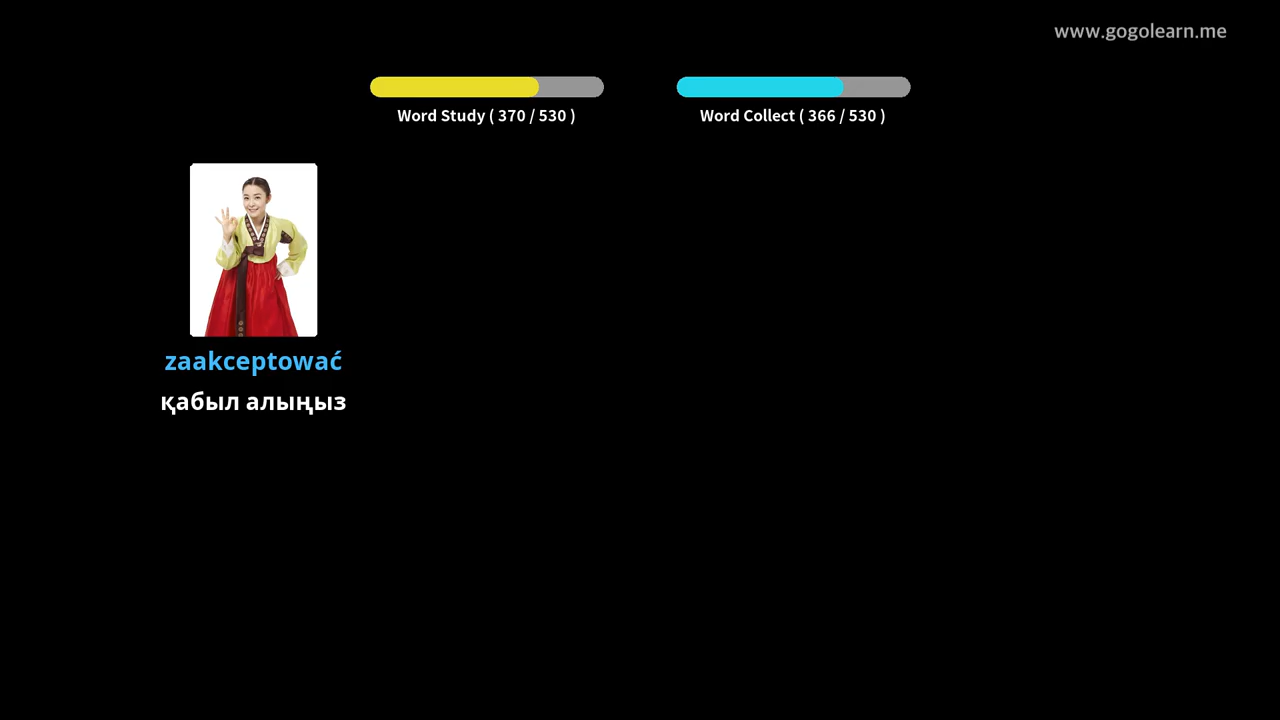 www.gogolearn.me
Word Study ( 370 / 530 )
Word Collect ( 366 / 530 )
zaakceptować
қабыл алыңыз